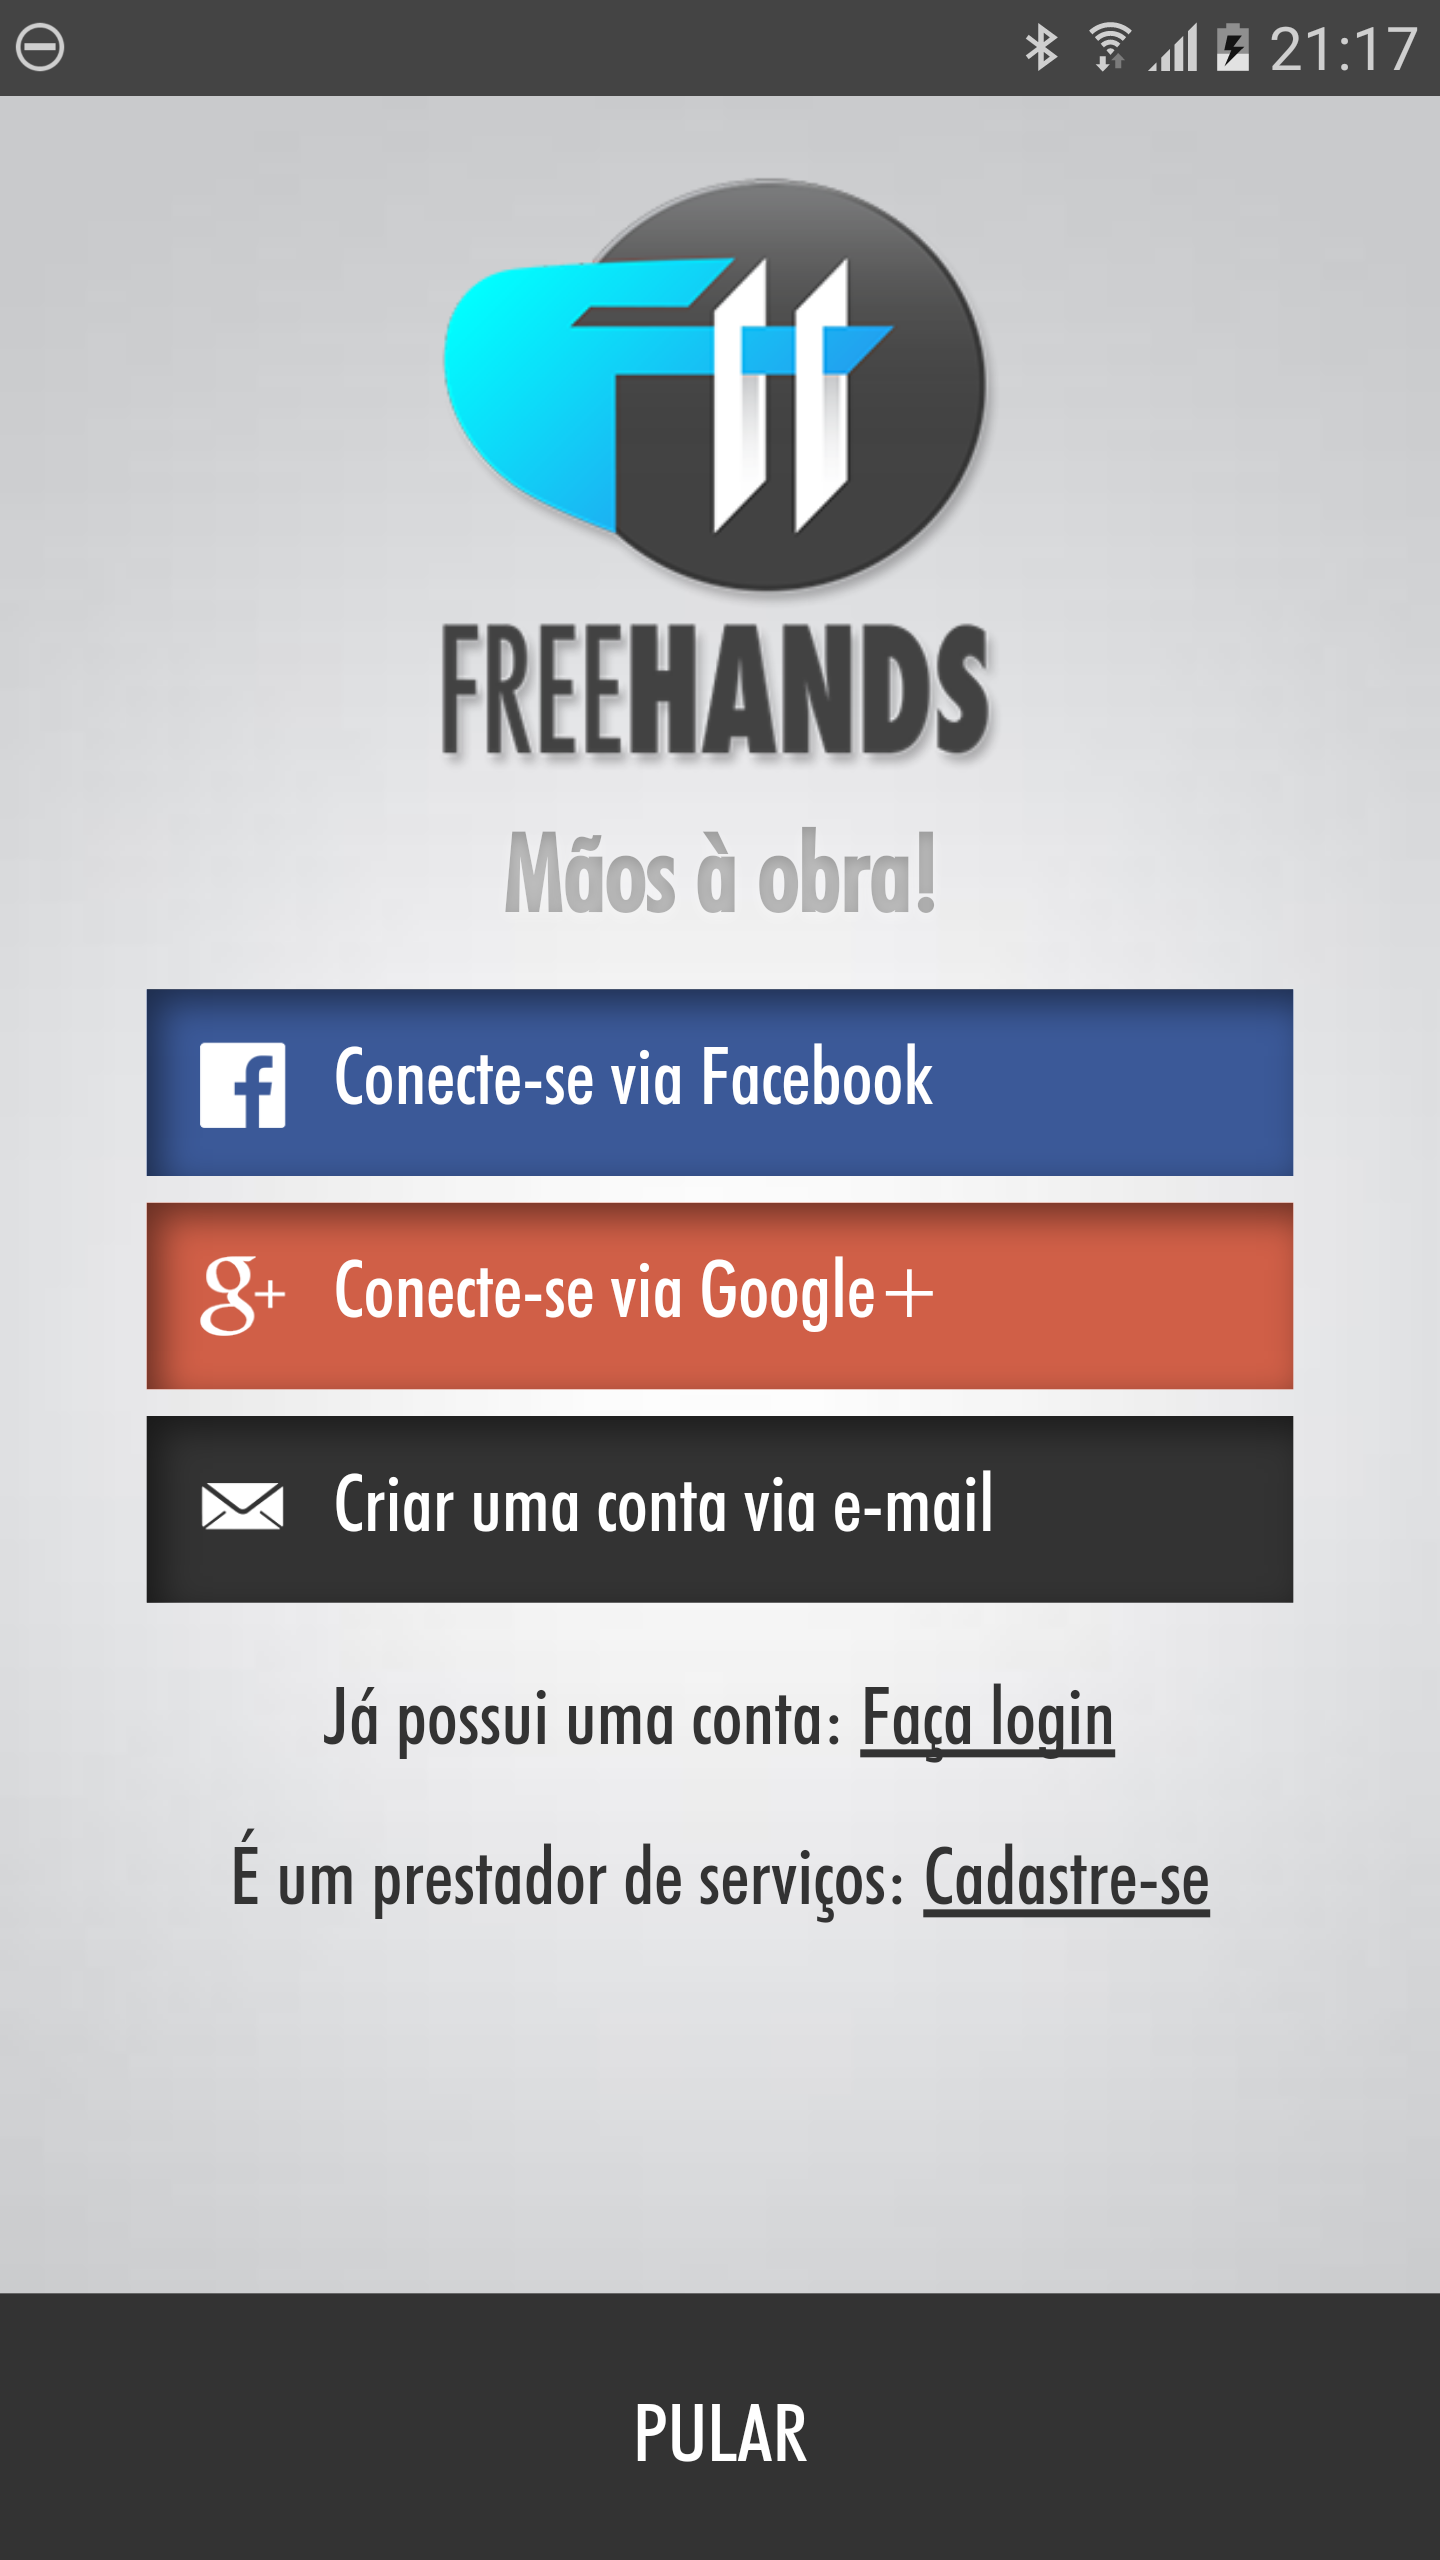 21:17
FREEHANDS
Mãos à obra!
Conecte-se via Facebook
g+ Conecte-se via Google+
Criar uma conta via e-mail
Já possui uma conta: Faça login
É um prestador de serviços: Cadastre-se
PULAR